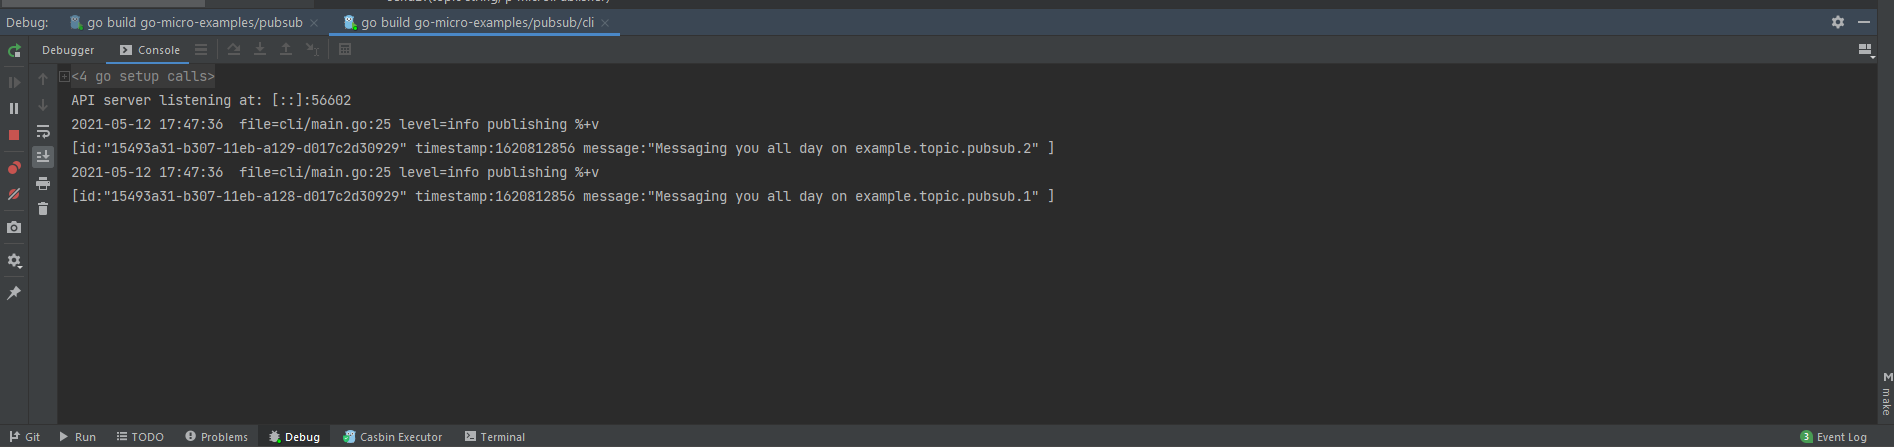 Debug: go build go-micro-examples/pubsub go build go-micro-examples/pubsub/cli
Debugger Console
<4 go setup calls>
API server listening at: [::]:56602
2021-05-12 17:47:36  file=cli/main.go:25 level=info publishing %+v
[id:"15493a31-b307-11eb-a129-d017c2d30929" timestamp:1620812856 message:"Messaging you all day on example.topic.pubsub.2" ]
2021-05-12 17:47:36  file=cli/main.go:25 level=info publishing %+v
[id:"15493a31-b307-11eb-a128-d017c2d30929" timestamp:1620812856 message:"Messaging you all day on example.topic.pubsub.1" ]
M make
Git Run TODO Problems Debug Casbin Executor Terminal 3 Event Log